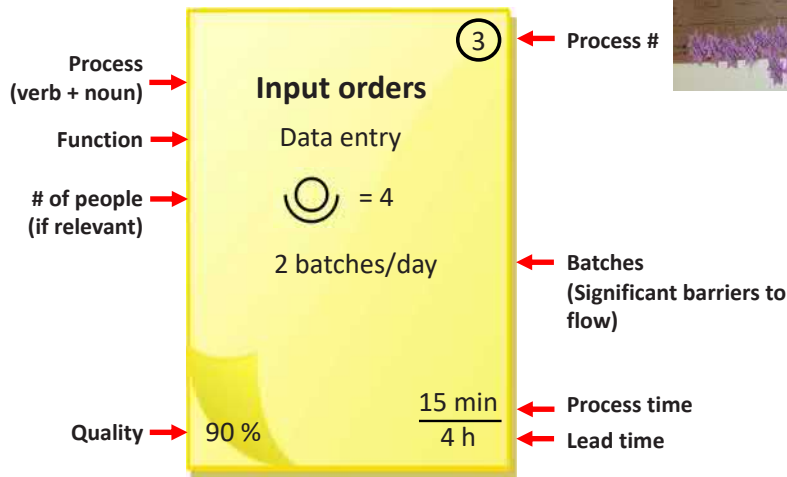 3
Process #
Process
(verb + noun)
Input orders
Function
Data entry
# of people
(if relevant)
= 4
2 batches/day
Batches
(Significant barriers to
flow)
15 min
Process time
Quality
90 %
4 h
Lead time